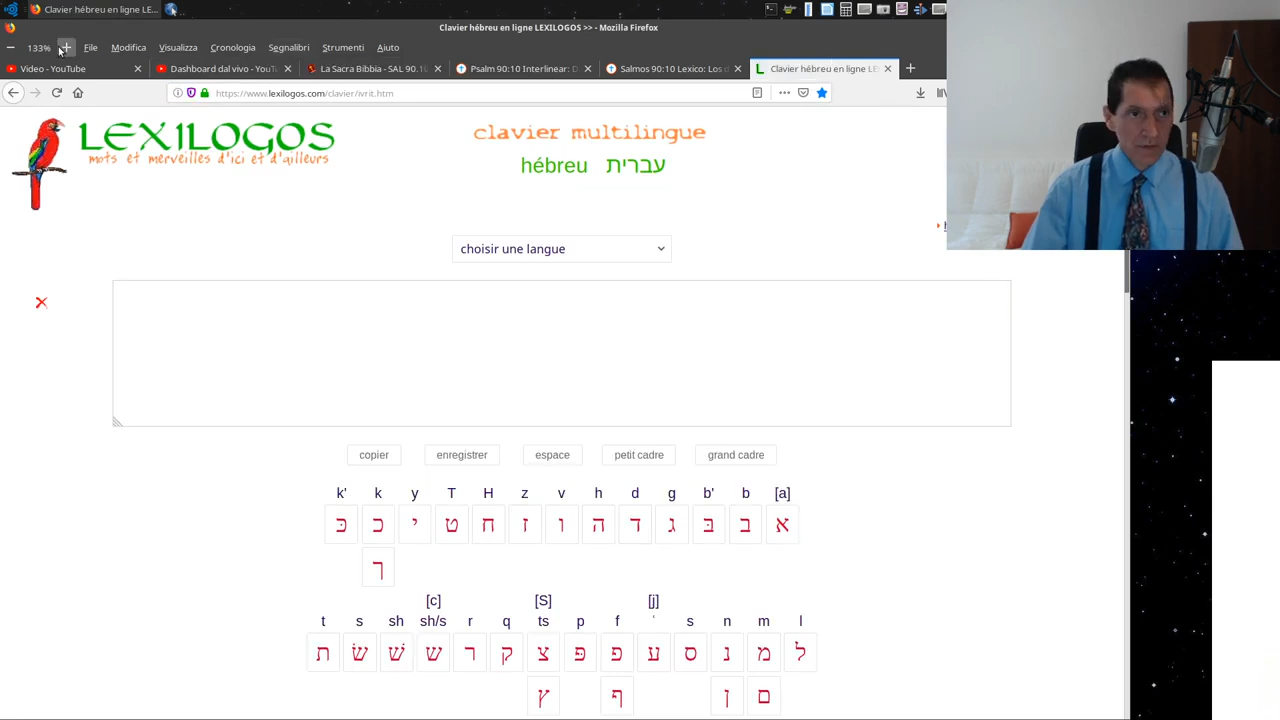 Clavier hébreu en ligne LEXILOGOS >> - Mozilla Firefox
133% File Modifica Visualizza Cronologia Segnalibri Strumenti Aiuto
Video - YouTube
Dashboard dal vivo - YouTu
La Sacra Bibbia - SAL 90.10
Psalm 90:10 Interlinear: D
Salmos 90:10 Lexico: Los d
Clavier hébreu en ligne LE
https://www.lexilogos.com/clavier/ivrit.htm
LEXILOGOS
mots et merveilles d'ici et d'ailleurs
clavier multilingue
hébreu עברית
choisir une langue
copier enregistrer espace petit cadre grand cadre
k' k y T H z v h d g b' b [a]
כּ כ י ט ח ז ו ה ד ג בּ ב א
ך
[c] [S] [j]
t s sh sh/s r q ts p f ʿ s n m l
ת שׂ שׁ ש ר ק צ פּ פ ע ס נ מ ל
ץ ף ן ם